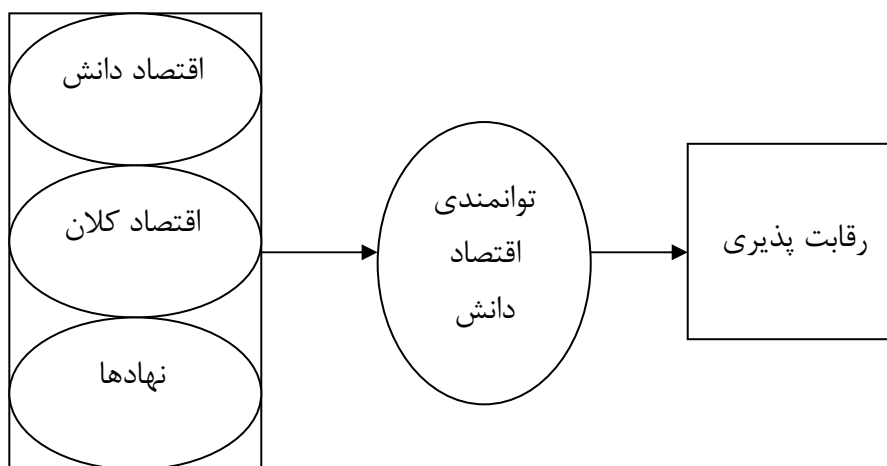 اقتصاد دانش
اقتصاد کلان
نهادها
توانمندی
اقتصاد
دانش
رقابت پذیری